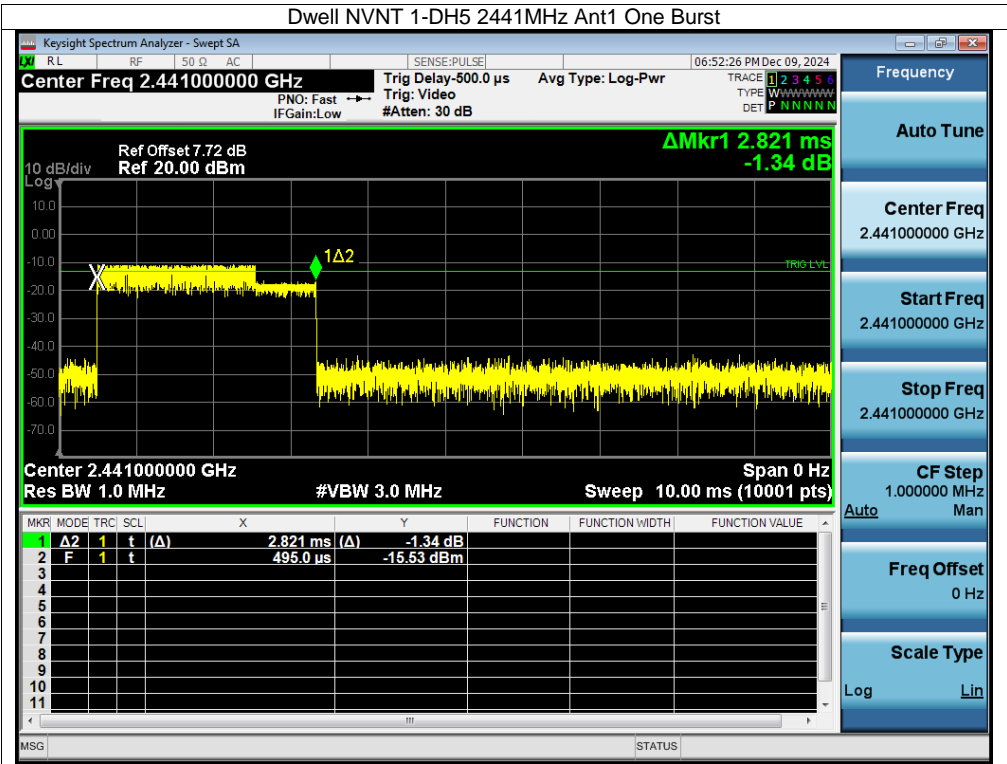 Dwell NVNT 1-DH5 2441MHz Ant1 One Burst
Keysight Spectrum Analyzer - Swept SA
LXI RL RF 50 Ω AC SENSE:PULSE 06:52:26 PM Dec 09, 2024
Center Freq 2.441000000 GHz
PNO: Fast
IFGain:Low
Trig Delay-500.0 µs
Trig: Video
#Atten: 30 dB
Avg Type: Log-Pwr
TRACE 1 2 3 4 5 6
TYPE WWWWWW
DET P N N N N N
ΔMkr1 2.821 ms
-1.34 dB
Ref Offset 7.72 dB
10 dB/div Ref 20.00 dBm
Log
10.0
0.00
-10.0
-20.0
-30.0
-40.0
-50.0
-60.0
-70.0
1Δ2
TRIG LVL
Center 2.441000000 GHz Span 0 Hz
Res BW 1.0 MHz #VBW 3.0 MHz Sweep 10.00 ms (10001 pts)
MKR MODE TRC SCL X Y FUNCTION FUNCTION WIDTH FUNCTION VALUE
1 Δ2 1 t (Δ) 2.821 ms (Δ) -1.34 dB
2 F 1 t 495.0 µs -15.53 dBm
3
4
5
6
7
8
9
10
11
MSG STATUS
Frequency
Auto Tune
Center Freq
2.441000000 GHz
Start Freq
2.441000000 GHz
Stop Freq
2.441000000 GHz
CF Step
1.000000 MHz
Auto Man
Freq Offset
0 Hz
Scale Type
Log Lin